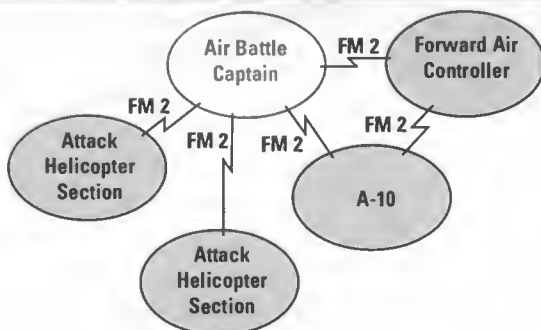 Air Battle
Captain
FM 2
Forward Air
Controller
FM 2
FM 2
FM 2
FM 2
Attack
Helicopter
Section
A-10
Attack
Helicopter
Section